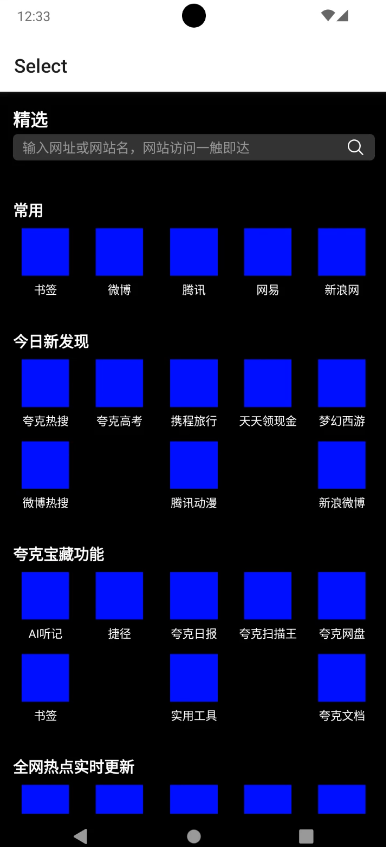 12:33
Select
精选
输入网址或网站名，网站访问一触即达
常用
书签 微博 腾讯 网易 新浪网
今日新发现
夸克热搜 夸克高考 携程旅行 天天领现金 梦幻西游
微博热搜 腾讯动漫 新浪微博
夸克宝藏功能
AI听记 捷径 夸克日报 夸克扫描王 夸克网盘
书签 实用工具 夸克文档
全网热点实时更新